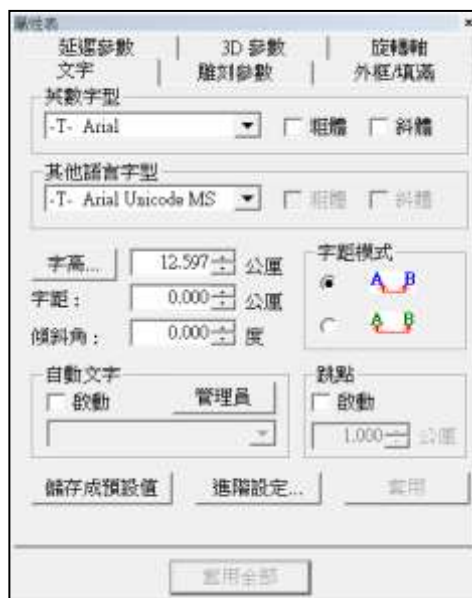 屬性表
延遲參數 3D 參數 旋轉軸
文字 雕刻參數 外框/填滿
英數字型
-T- Arial 粗體 斜體
其他語言字型
-T- Arial Unicode MS 粗體 斜體
字高... 12.597 公厘
字距： 0.000 公厘
傾斜角： 0.000 度
字距模式
A B
A B
自動文字
啟動 管理員
跳點
啟動
1.000 公厘
儲存成預設值 進階設定... 套用
套用全部